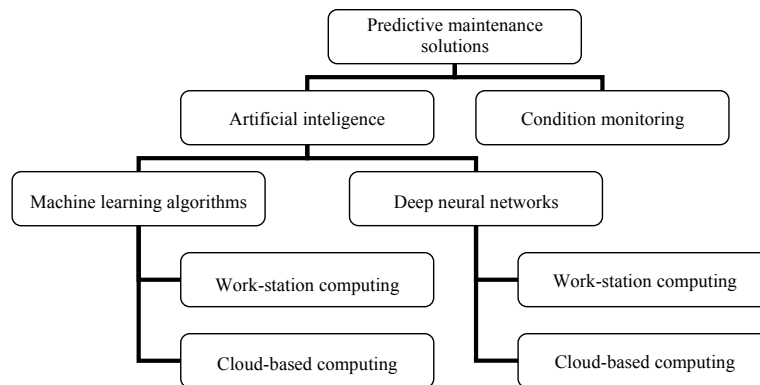 Predictive maintenance
solutions
Artificial inteligence
Condition monitoring
Machine learning algorithms
Deep neural networks
Work-station computing
Work-station computing
Cloud-based computing
Cloud-based computing